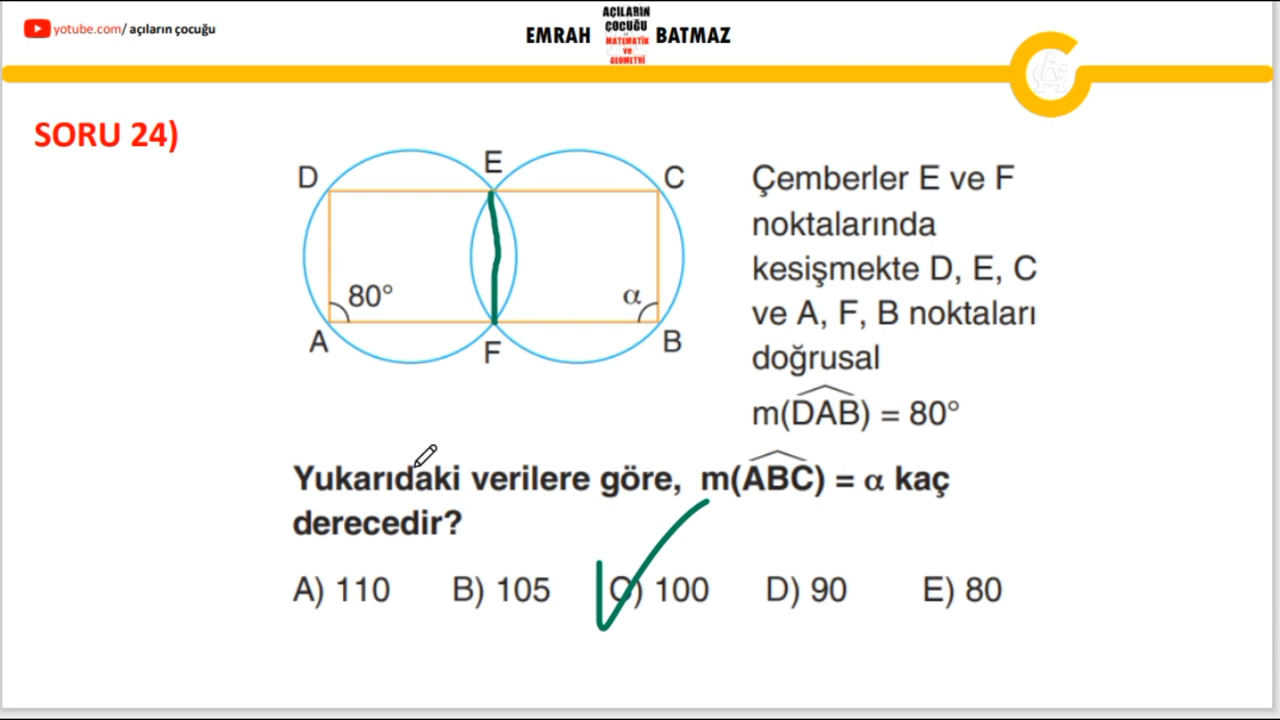 yotube.com/ açıların çocuğu
EMRAH
AÇILARIN
ÇOCUĞU
MATEMATİK
ve
GEOMETRİ
BATMAZ
SORU 24)
D
E
C
80°
α
A
F
B
Çemberler E ve F
noktalarında
kesişmekte D, E, C
ve A, F, B noktaları
doğrusal
m(DAB) = 80°
Yukarıdaki verilere göre, m(ABC) = α kaç
derecedir?
A) 110 B) 105 C) 100 D) 90 E) 80